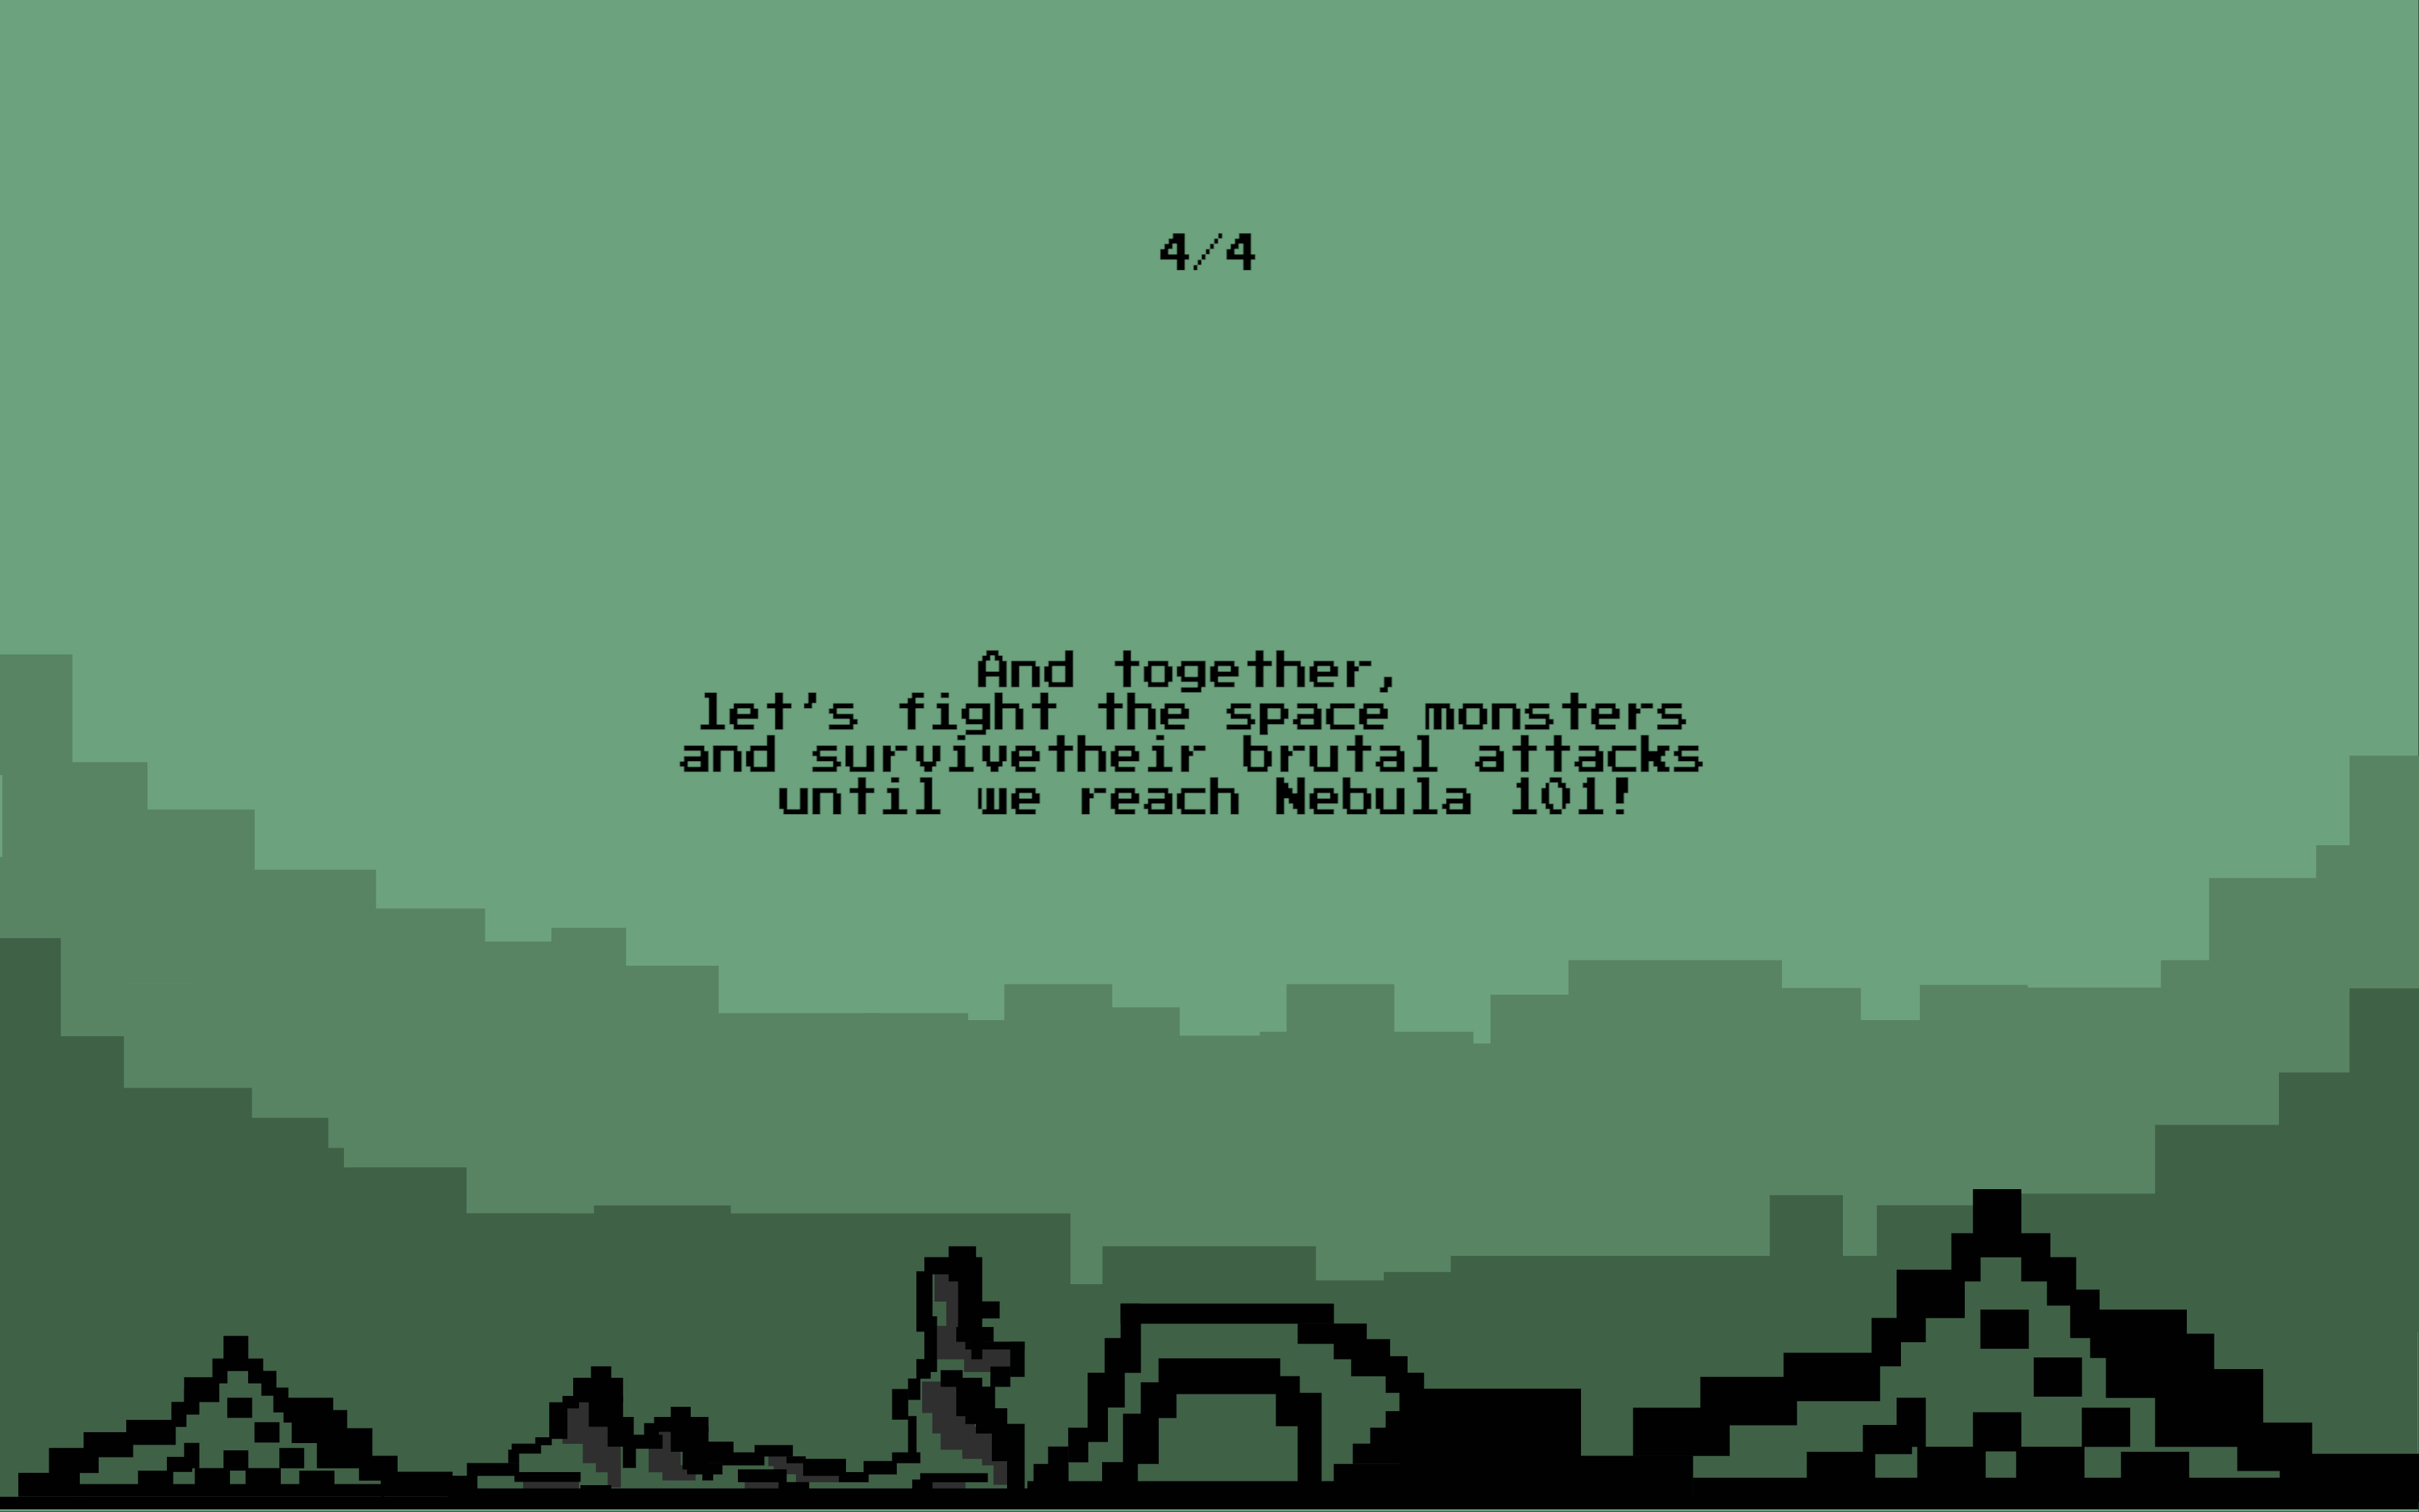 4/4
And together,
let's fight the space monsters
and survivetheir brutal attacks
until we reach Nebula 101!